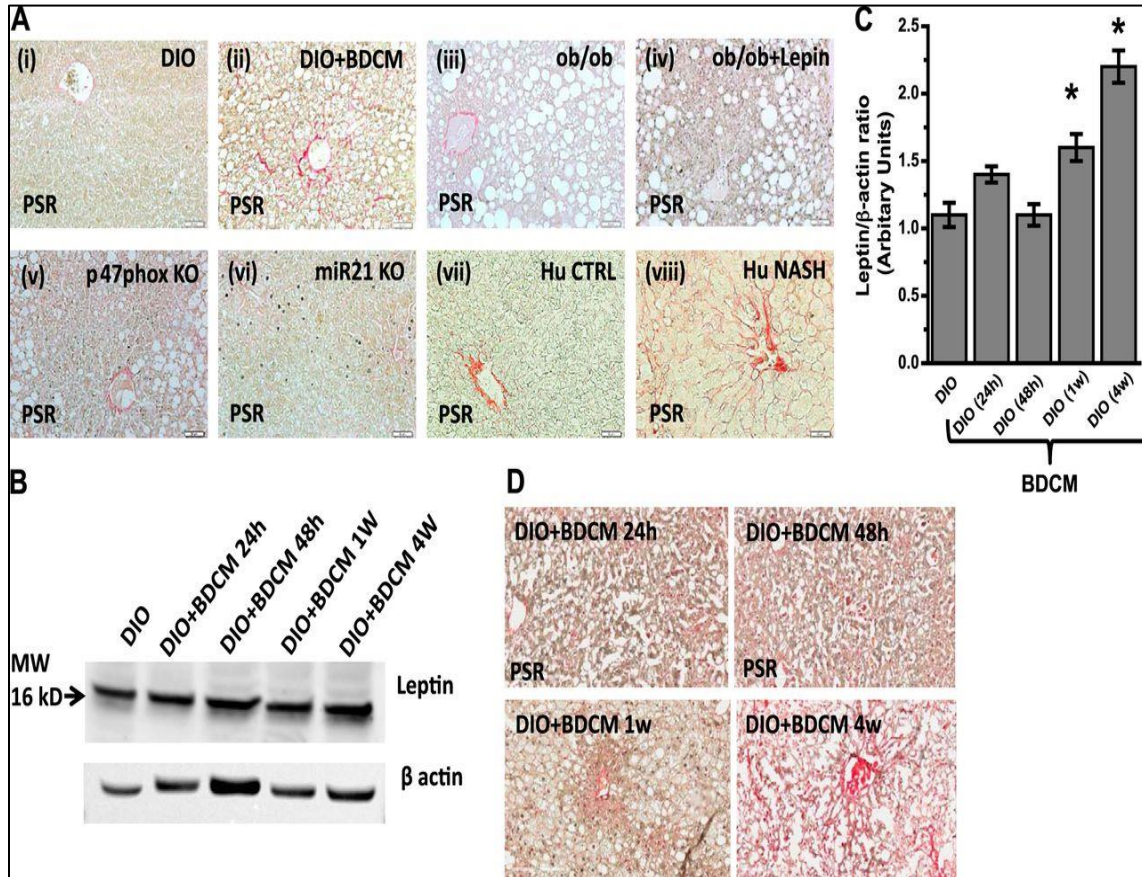 A
(i) DIO
PSR
(ii) DIO+BDCM
PSR
(iii) ob/ob
PSR
(iv) ob/ob+Lepin
PSR
(v) p47phox KO
PSR
(vi) miR21 KO
PSR
(vii) Hu CTRL
PSR
(viii) Hu NASH
PSR
B
DIO
DIO+BDCM 24h
DIO+BDCM 48h
DIO+BDCM 1W
DIO+BDCM 4W
MW
16 kD
Leptin
β actin
C
Leptin/β-actin ratio
(Arbitary Units)
2.5
2.0
1.5
1.0
0.5
0.0
*
*
DIO
DIO (24h)
DIO (48h)
DIO (1w)
DIO (4w)
BDCM
D
DIO+BDCM 24h
PSR
DIO+BDCM 48h
PSR
DIO+BDCM 1w
DIO+BDCM 4w